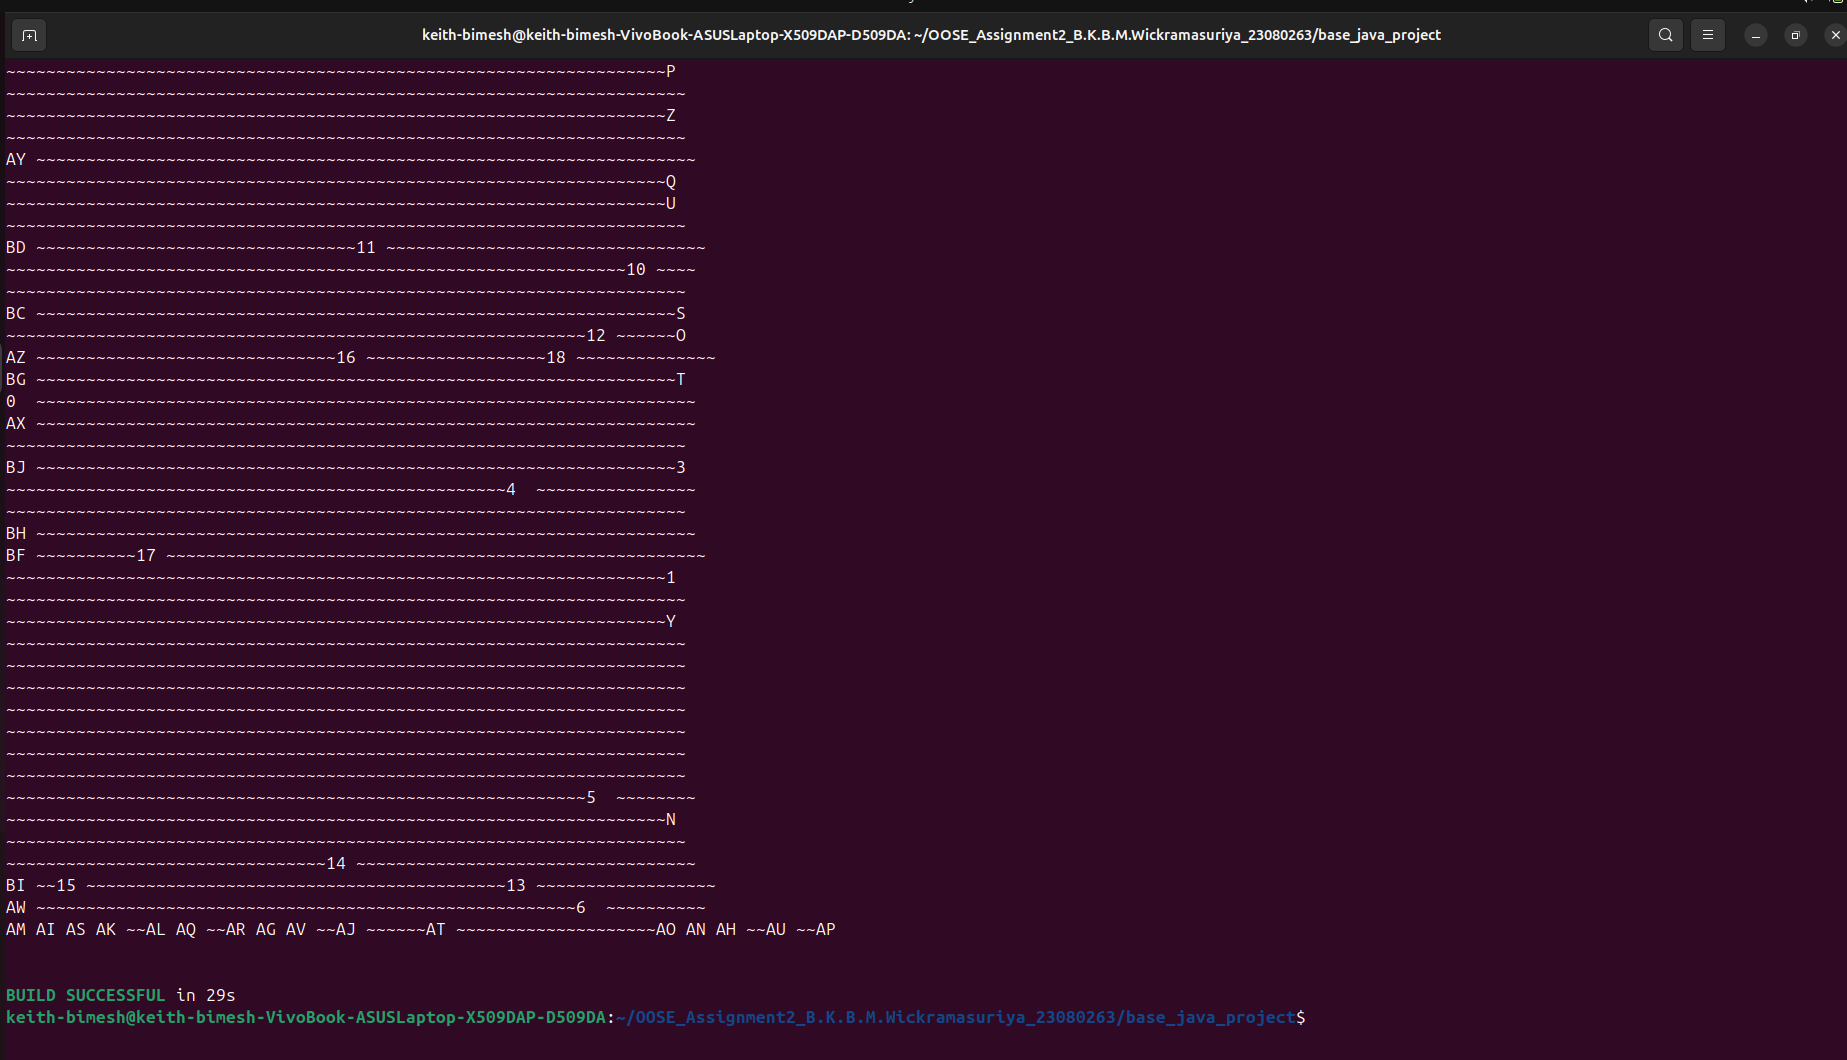 keith-bimesh@keith-bimesh-VivoBook-ASUSLaptop-X509DAP-D509DA: ~/OOSE_Assignment2_B.K.B.M.Wickramasuriya_23080263/base_java_project
~~~~~~~~~~~~~~~~~~~~~~~~~~~~~~~~~~~~~~~~~~~~~~~~~~~~~~~~~~~~~~~~~~P
~~~~~~~~~~~~~~~~~~~~~~~~~~~~~~~~~~~~~~~~~~~~~~~~~~~~~~~~~~~~~~~~~~~~
~~~~~~~~~~~~~~~~~~~~~~~~~~~~~~~~~~~~~~~~~~~~~~~~~~~~~~~~~~~~~~~~~~Z
~~~~~~~~~~~~~~~~~~~~~~~~~~~~~~~~~~~~~~~~~~~~~~~~~~~~~~~~~~~~~~~~~~~~
AY ~~~~~~~~~~~~~~~~~~~~~~~~~~~~~~~~~~~~~~~~~~~~~~~~~~~~~~~~~~~~~~~~~~
~~~~~~~~~~~~~~~~~~~~~~~~~~~~~~~~~~~~~~~~~~~~~~~~~~~~~~~~~~~~~~~~~~Q
~~~~~~~~~~~~~~~~~~~~~~~~~~~~~~~~~~~~~~~~~~~~~~~~~~~~~~~~~~~~~~~~~~U
~~~~~~~~~~~~~~~~~~~~~~~~~~~~~~~~~~~~~~~~~~~~~~~~~~~~~~~~~~~~~~~~~~~~
BD ~~~~~~~~~~~~~~~~~~~~~~~~~~~~~~~~11 ~~~~~~~~~~~~~~~~~~~~~~~~~~~~~~~~
~~~~~~~~~~~~~~~~~~~~~~~~~~~~~~~~~~~~~~~~~~~~~~~~~~~~~~~~~~~~~~10 ~~~~
~~~~~~~~~~~~~~~~~~~~~~~~~~~~~~~~~~~~~~~~~~~~~~~~~~~~~~~~~~~~~~~~~~~~
BC ~~~~~~~~~~~~~~~~~~~~~~~~~~~~~~~~~~~~~~~~~~~~~~~~~~~~~~~~~~~~~~~~S
~~~~~~~~~~~~~~~~~~~~~~~~~~~~~~~~~~~~~~~~~~~~~~~~~~~~~~~~~~12 ~~~~~~O
AZ ~~~~~~~~~~~~~~~~~~~~~~~~~~~~~~16 ~~~~~~~~~~~~~~~~~~18 ~~~~~~~~~~~~~~
BG ~~~~~~~~~~~~~~~~~~~~~~~~~~~~~~~~~~~~~~~~~~~~~~~~~~~~~~~~~~~~~~~~T
0  ~~~~~~~~~~~~~~~~~~~~~~~~~~~~~~~~~~~~~~~~~~~~~~~~~~~~~~~~~~~~~~~~~~
AX ~~~~~~~~~~~~~~~~~~~~~~~~~~~~~~~~~~~~~~~~~~~~~~~~~~~~~~~~~~~~~~~~~~
~~~~~~~~~~~~~~~~~~~~~~~~~~~~~~~~~~~~~~~~~~~~~~~~~~~~~~~~~~~~~~~~~~~~
BJ ~~~~~~~~~~~~~~~~~~~~~~~~~~~~~~~~~~~~~~~~~~~~~~~~~~~~~~~~~~~~~~~~3
~~~~~~~~~~~~~~~~~~~~~~~~~~~~~~~~~~~~~~~~~~~~~~~~~~4  ~~~~~~~~~~~~~~~~
~~~~~~~~~~~~~~~~~~~~~~~~~~~~~~~~~~~~~~~~~~~~~~~~~~~~~~~~~~~~~~~~~~~~
BH ~~~~~~~~~~~~~~~~~~~~~~~~~~~~~~~~~~~~~~~~~~~~~~~~~~~~~~~~~~~~~~~~~~
BF ~~~~~~~~~~17 ~~~~~~~~~~~~~~~~~~~~~~~~~~~~~~~~~~~~~~~~~~~~~~~~~~~~~~
~~~~~~~~~~~~~~~~~~~~~~~~~~~~~~~~~~~~~~~~~~~~~~~~~~~~~~~~~~~~~~~~~~1
~~~~~~~~~~~~~~~~~~~~~~~~~~~~~~~~~~~~~~~~~~~~~~~~~~~~~~~~~~~~~~~~~~~~
~~~~~~~~~~~~~~~~~~~~~~~~~~~~~~~~~~~~~~~~~~~~~~~~~~~~~~~~~~~~~~~~~~Y
~~~~~~~~~~~~~~~~~~~~~~~~~~~~~~~~~~~~~~~~~~~~~~~~~~~~~~~~~~~~~~~~~~~~
~~~~~~~~~~~~~~~~~~~~~~~~~~~~~~~~~~~~~~~~~~~~~~~~~~~~~~~~~~~~~~~~~~~~
~~~~~~~~~~~~~~~~~~~~~~~~~~~~~~~~~~~~~~~~~~~~~~~~~~~~~~~~~~~~~~~~~~~~
~~~~~~~~~~~~~~~~~~~~~~~~~~~~~~~~~~~~~~~~~~~~~~~~~~~~~~~~~~~~~~~~~~~~
~~~~~~~~~~~~~~~~~~~~~~~~~~~~~~~~~~~~~~~~~~~~~~~~~~~~~~~~~~~~~~~~~~~~
~~~~~~~~~~~~~~~~~~~~~~~~~~~~~~~~~~~~~~~~~~~~~~~~~~~~~~~~~~~~~~~~~~~~
~~~~~~~~~~~~~~~~~~~~~~~~~~~~~~~~~~~~~~~~~~~~~~~~~~~~~~~~~~~~~~~~~~~~
~~~~~~~~~~~~~~~~~~~~~~~~~~~~~~~~~~~~~~~~~~~~~~~~~~~~~~~~~~5  ~~~~~~~~
~~~~~~~~~~~~~~~~~~~~~~~~~~~~~~~~~~~~~~~~~~~~~~~~~~~~~~~~~~~~~~~~~~N
~~~~~~~~~~~~~~~~~~~~~~~~~~~~~~~~~~~~~~~~~~~~~~~~~~~~~~~~~~~~~~~~~~~~
~~~~~~~~~~~~~~~~~~~~~~~~~~~~~~~~14 ~~~~~~~~~~~~~~~~~~~~~~~~~~~~~~~~~~
BI ~~15 ~~~~~~~~~~~~~~~~~~~~~~~~~~~~~~~~~~~~~~~~~~13 ~~~~~~~~~~~~~~~~~~
AW ~~~~~~~~~~~~~~~~~~~~~~~~~~~~~~~~~~~~~~~~~~~~~~~~~~~~~~6  ~~~~~~~~~~
AM AI AS AK ~~AL AQ ~~AR AG AV ~~AJ ~~~~~~AT ~~~~~~~~~~~~~~~~~~~~AO AN AH ~~AU ~~AP
BUILD SUCCESSFUL in 29s
keith-bimesh@keith-bimesh-VivoBook-ASUSLaptop-X509DAP-D509DA:~/OOSE_Assignment2_B.K.B.M.Wickramasuriya_23080263/base_java_project$